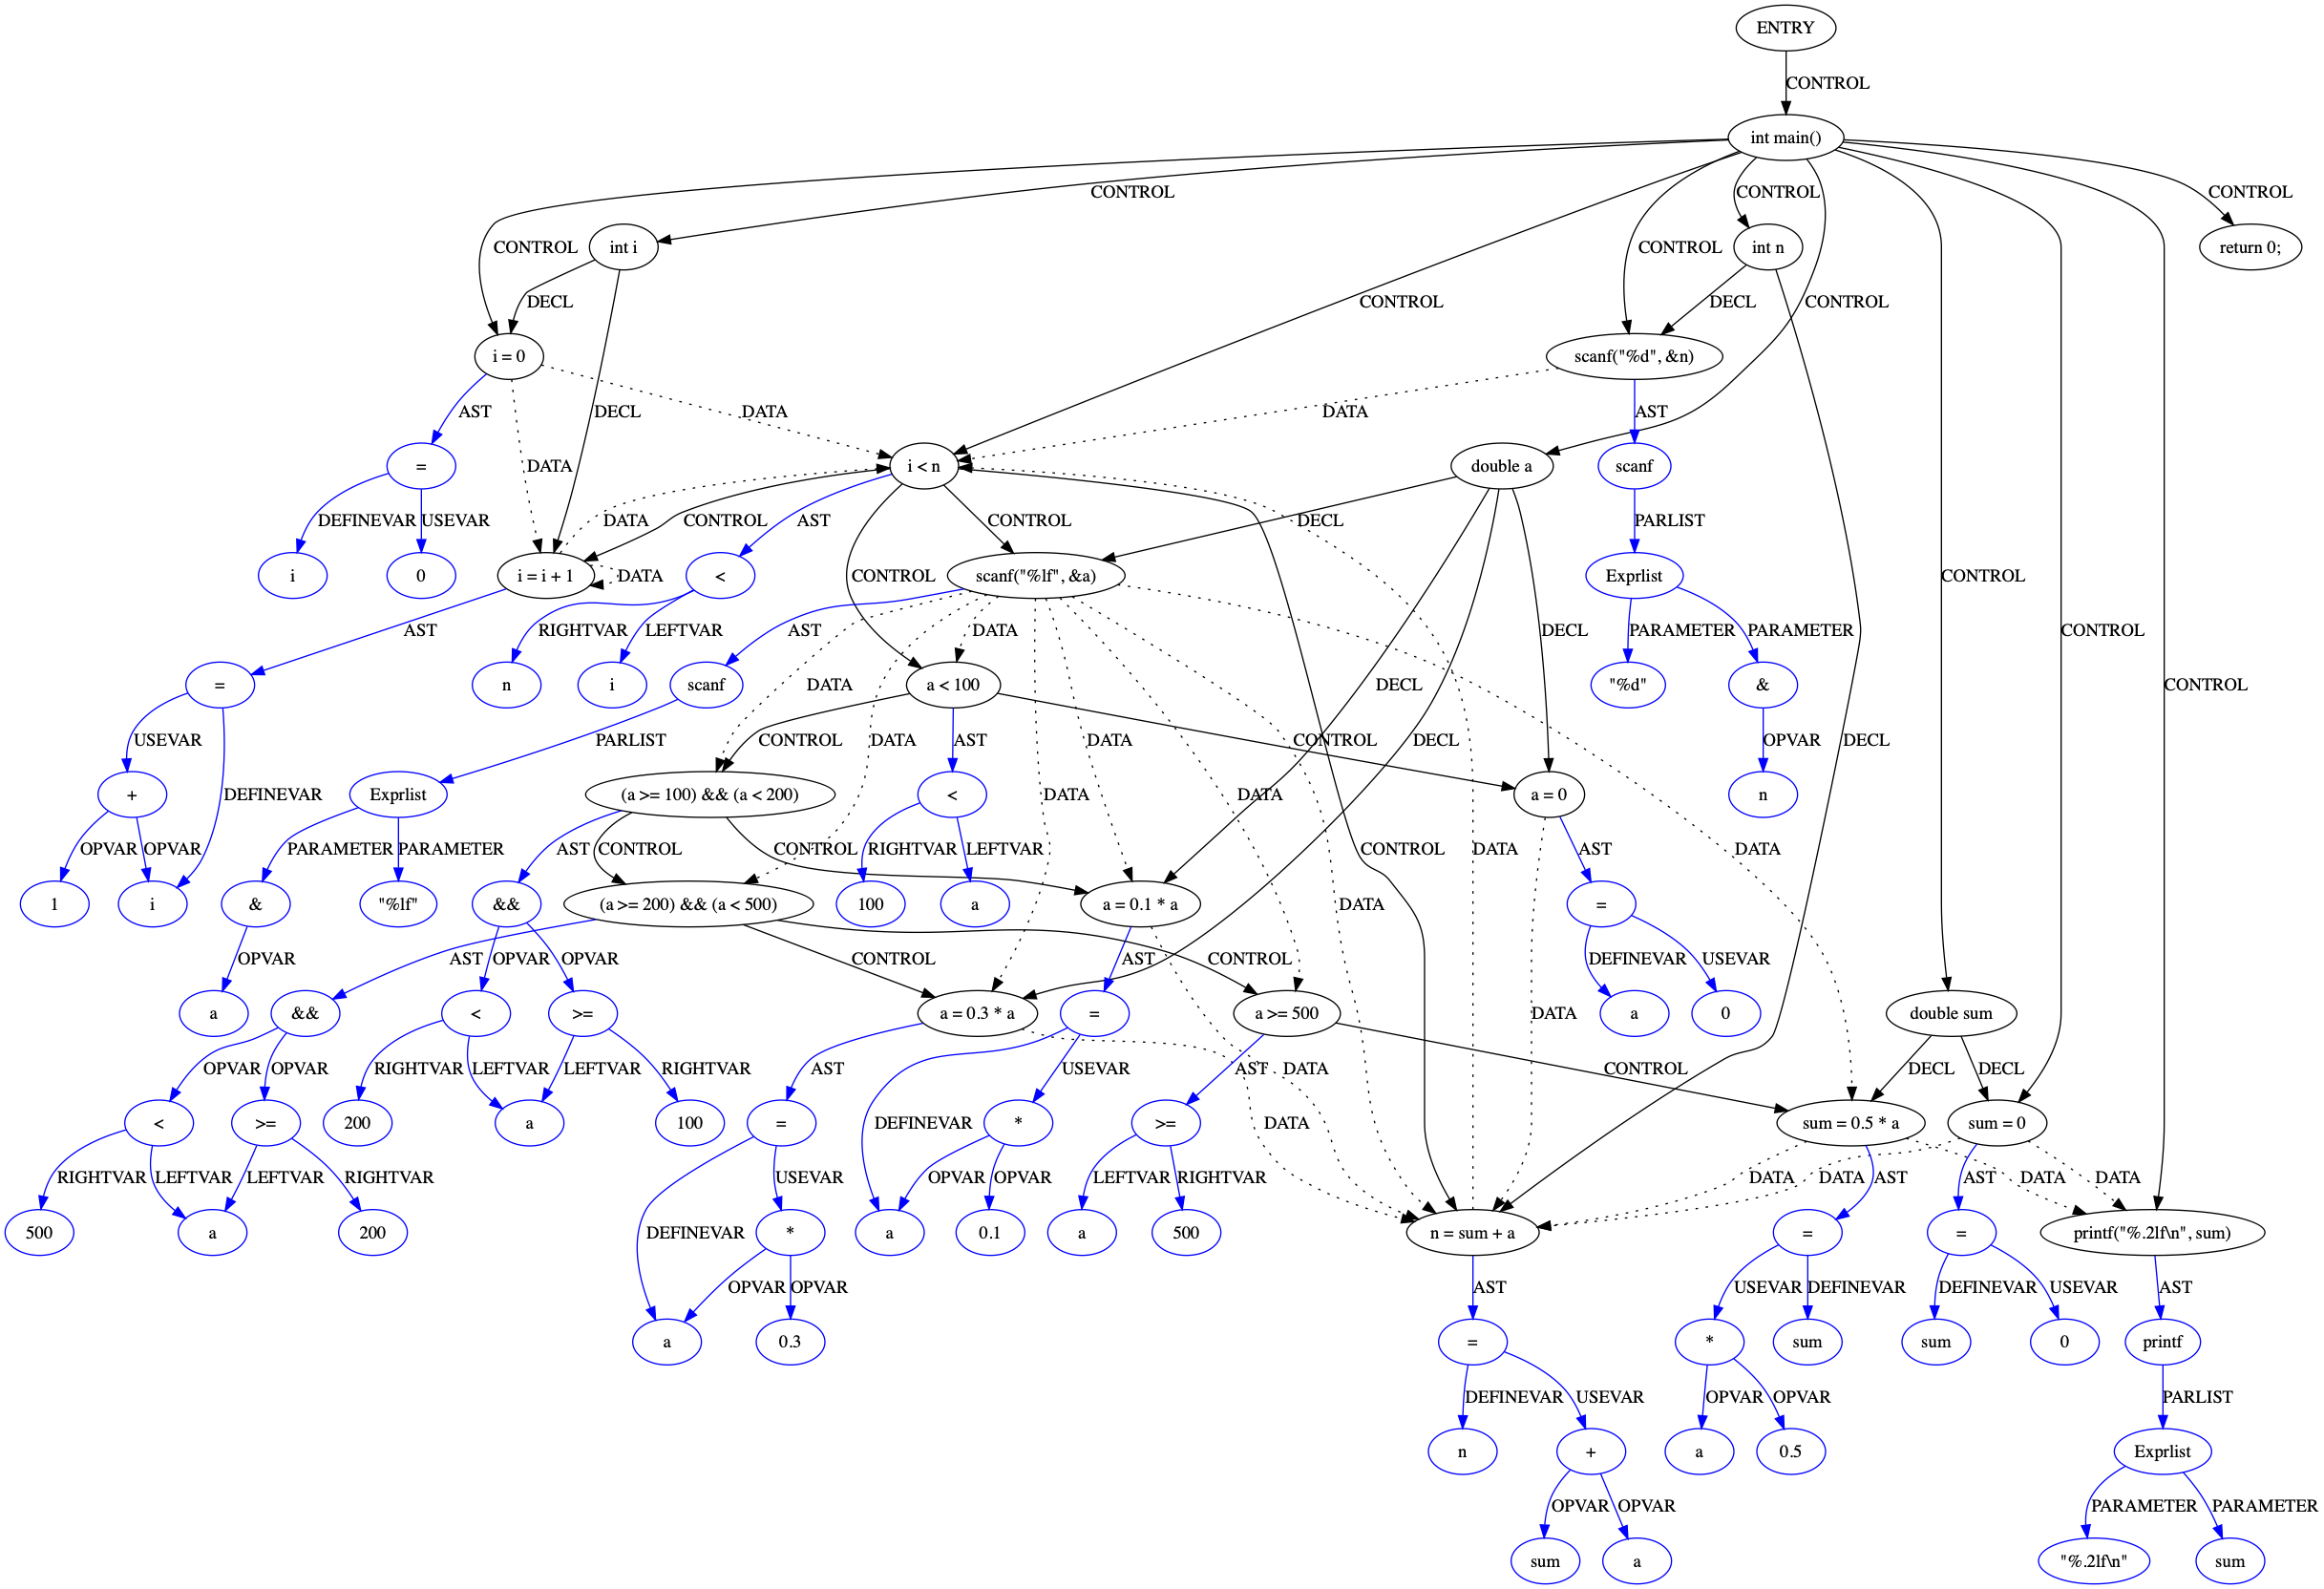 ENTRY
CONTROL
int main()
CONTROL
CONTROL
CONTROL
CONTROL int i CONTROL int n return 0;
DECL CONTROL DECL CONTROL
i = 0 scanf("%d", &n)
AST DECL DATA DATA AST
= DATA i < n double a scanf
DEFINEVAR USEVAR DATA CONTROL AST CONTROL DECL PARLIST
i 0 i = i + 1 DATA < CONTROL scanf("%lf", &a) Exprlist CONTROL
AST RIGHTVAR LEFTVAR AST DATA DECL PARAMETER PARAMETER CONTROL
= n i scanf a < 100 DATA DECL "%d" & CONTROL
USEVAR PARLIST CONTROL DATA AST DATA CONTROL DECL OPVAR DECL
+ DEFINEVAR Exprlist (a >= 100) && (a < 200) < DATA DATA a = 0 n
OPVAR OPVAR PARAMETER PARAMETER AST CONTROL CONTROL RIGHTVAR LEFTVAR CONTROL DATA AST DATA
1 i & "%lf" && (a >= 200) && (a < 500) 100 a a = 0.1 * a DATA =
OPVAR AST OPVAR OPVAR CONTROL AST CONTROL DEFINEVAR USEVAR
a && < >= a = 0.3 * a = a >= 500 DATA a 0 double sum
OPVAR OPVAR RIGHTVAR LEFTVAR LEFTVAR RIGHTVAR AST USEVAR AST DATA CONTROL DECL DECL
< >= 200 a 100 = DEFINEVAR * >= DATA sum = 0.5 * a sum = 0
RIGHTVAR LEFTVAR LEFTVAR RIGHTVAR USEVAR OPVAR OPVAR LEFTVAR RIGHTVAR DATA DATA AST AST DATA DATA
500 a 200 DEFINEVAR * a 0.1 a 500 n = sum + a = = printf("%.2lf\n", sum)
OPVAR OPVAR AST USEVAR DEFINEVAR DEFINEVAR USEVAR AST
a 0.3 = * sum sum 0 printf
DEFINEVAR USEVAR OPVAR OPVAR PARLIST
n + a 0.5 Exprlist
OPVAR OPVAR PARAMETER PARAMETER
sum a "%.2lf\n" sum